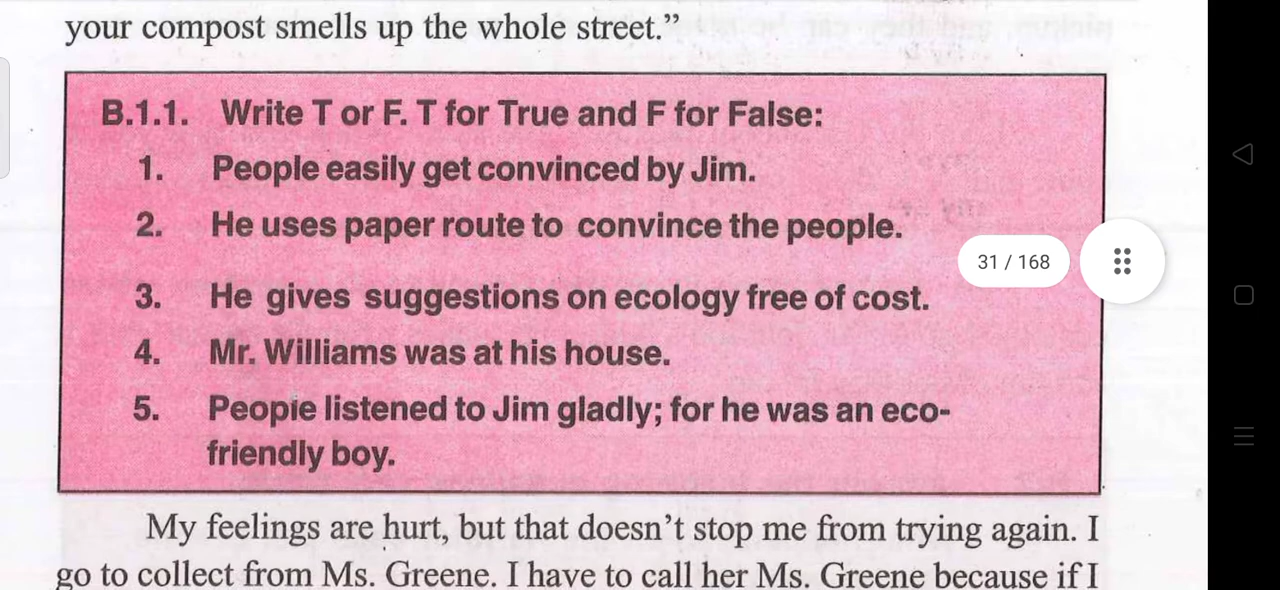 your compost smells up the whole street.”
B.1.1. Write T or F. T for True and F for False:
1. People easily get convinced by Jim.
2. He uses paper route to convince the people.
31 / 168
3. He gives suggestions on ecology free of cost.
4. Mr. Williams was at his house.
5. People listened to Jim gladly; for he was an eco-
friendly boy.
My feelings are hurt, but that doesn’t stop me from trying again. I
go to collect from Ms. Greene. I have to call her Ms. Greene because if I